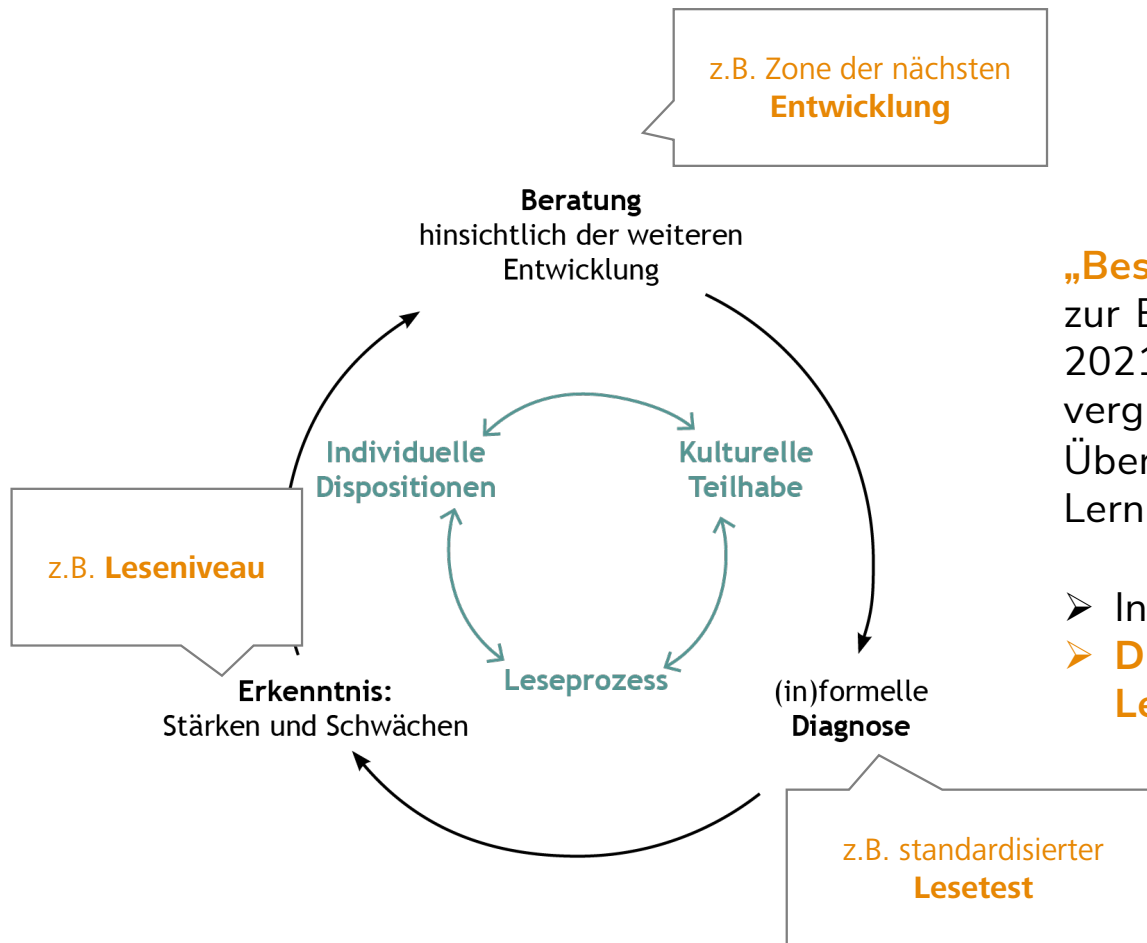 z.B. Zone der nächsten
Entwicklung
Beratung
hinsichtlich der weiteren
Entwicklung
Individuelle
Dispositionen
Kulturelle
Teilhabe
Leseprozess
z.B. Leseniveau
Erkenntnis:
Stärken und Schwächen
(in)formelle
Diagnose
z.B. standardisierter
Lesetest
„Bes
zur
2021
verg
Über
Lern
➢ In
➢ D
Le